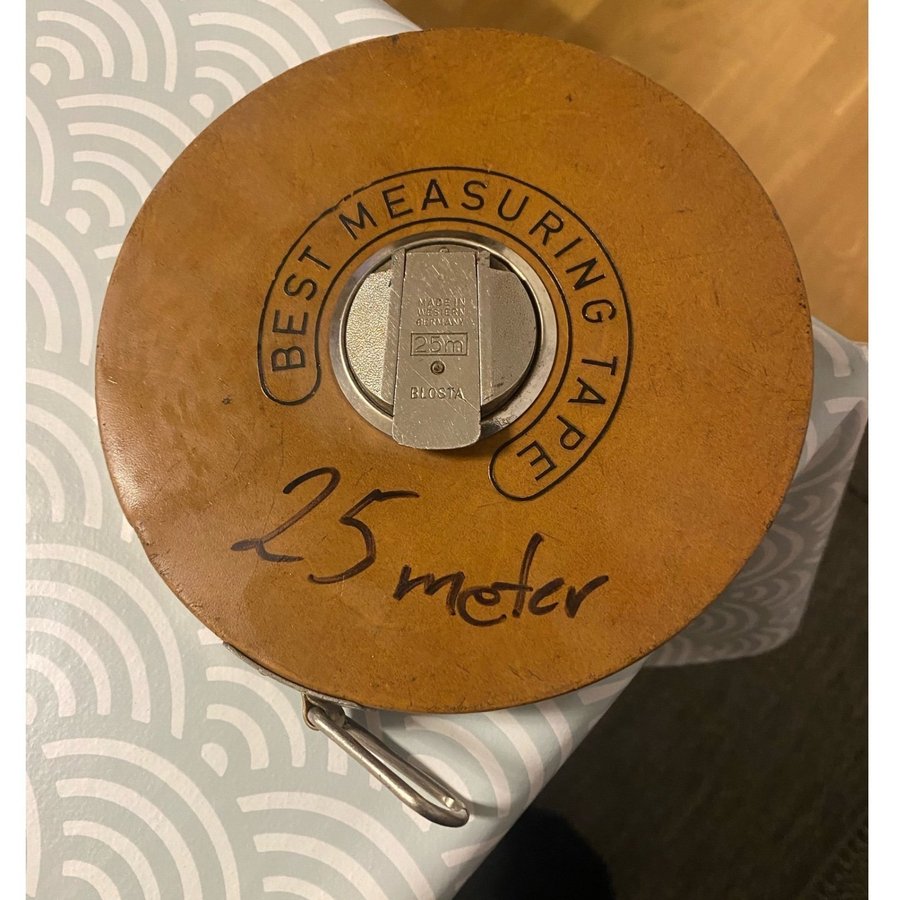 BEST MEASURING TAPE
MADE IN
WESTERN
GERMANY
25m
BLOSTA
25 meter